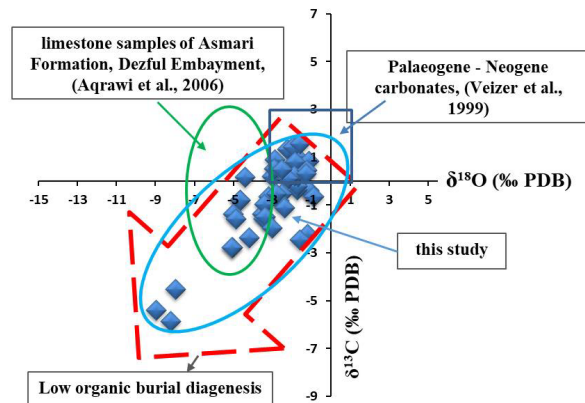 7
limestone samples of Asmari
Formation, Dezful Embayment,
(Aqrawi et al., 2006)
5
Palaeogene - Neogene
carbonates, (Veizer et al.,
1999)
3
1
-15 -13 -11 -9 -7 -5 -3 -1 1 3 5
δ¹⁸O (‰ PDB)
-1
-3
this study
-5
-7
-9
δ¹³C (‰ PDB)
Low organic burial diagenesis